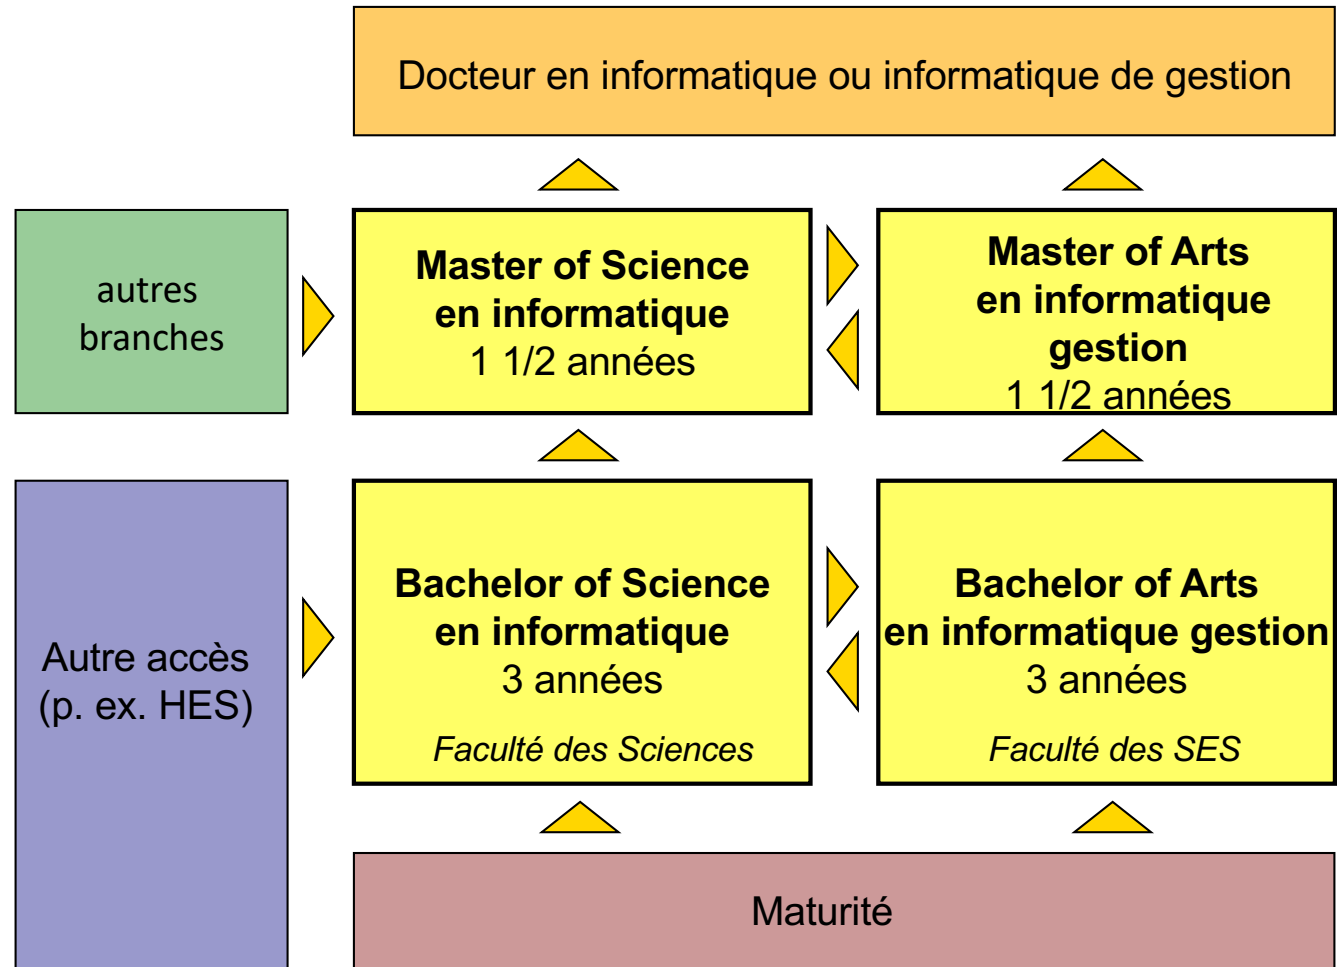 Docteur en informatique ou informatique de gestion
autres
branches
Master of Science
en informatique
1 1/2 années
Master of Arts
en informatique
gestion
1 1/2 années
Autre accès
(p. ex. HES)
Bachelor of Science
en informatique
3 années
Faculté des Sciences
Bachelor of Arts
en informatique gestion
3 années
Faculté des SES
Maturité